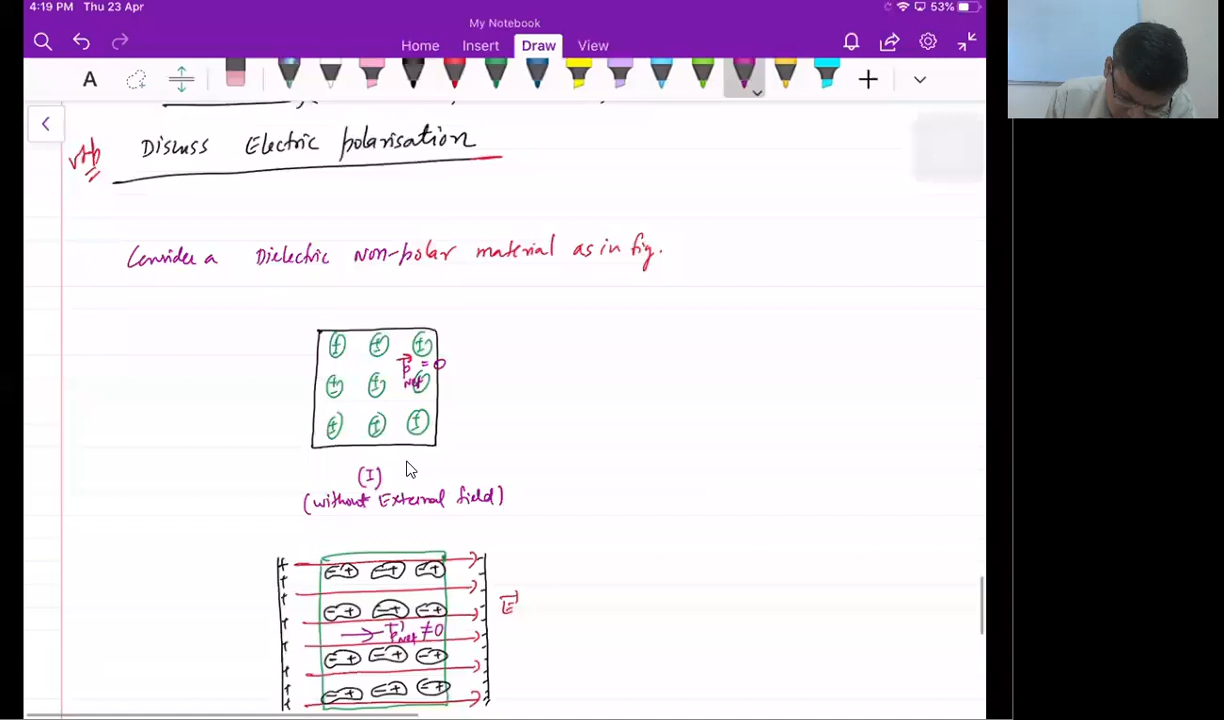 4:19 PM Thu 23 Apr
53%
My Notebook
Home Insert Draw View
A
Discuss Electric polarisation
Consider a Dielectric non-polar material as in fig.
± ± ±
P⃗net = 0
± ± ±
± ± ±
(I)
(without External field)
+ - + - + - +
E⃗
P⃗net ≠ 0